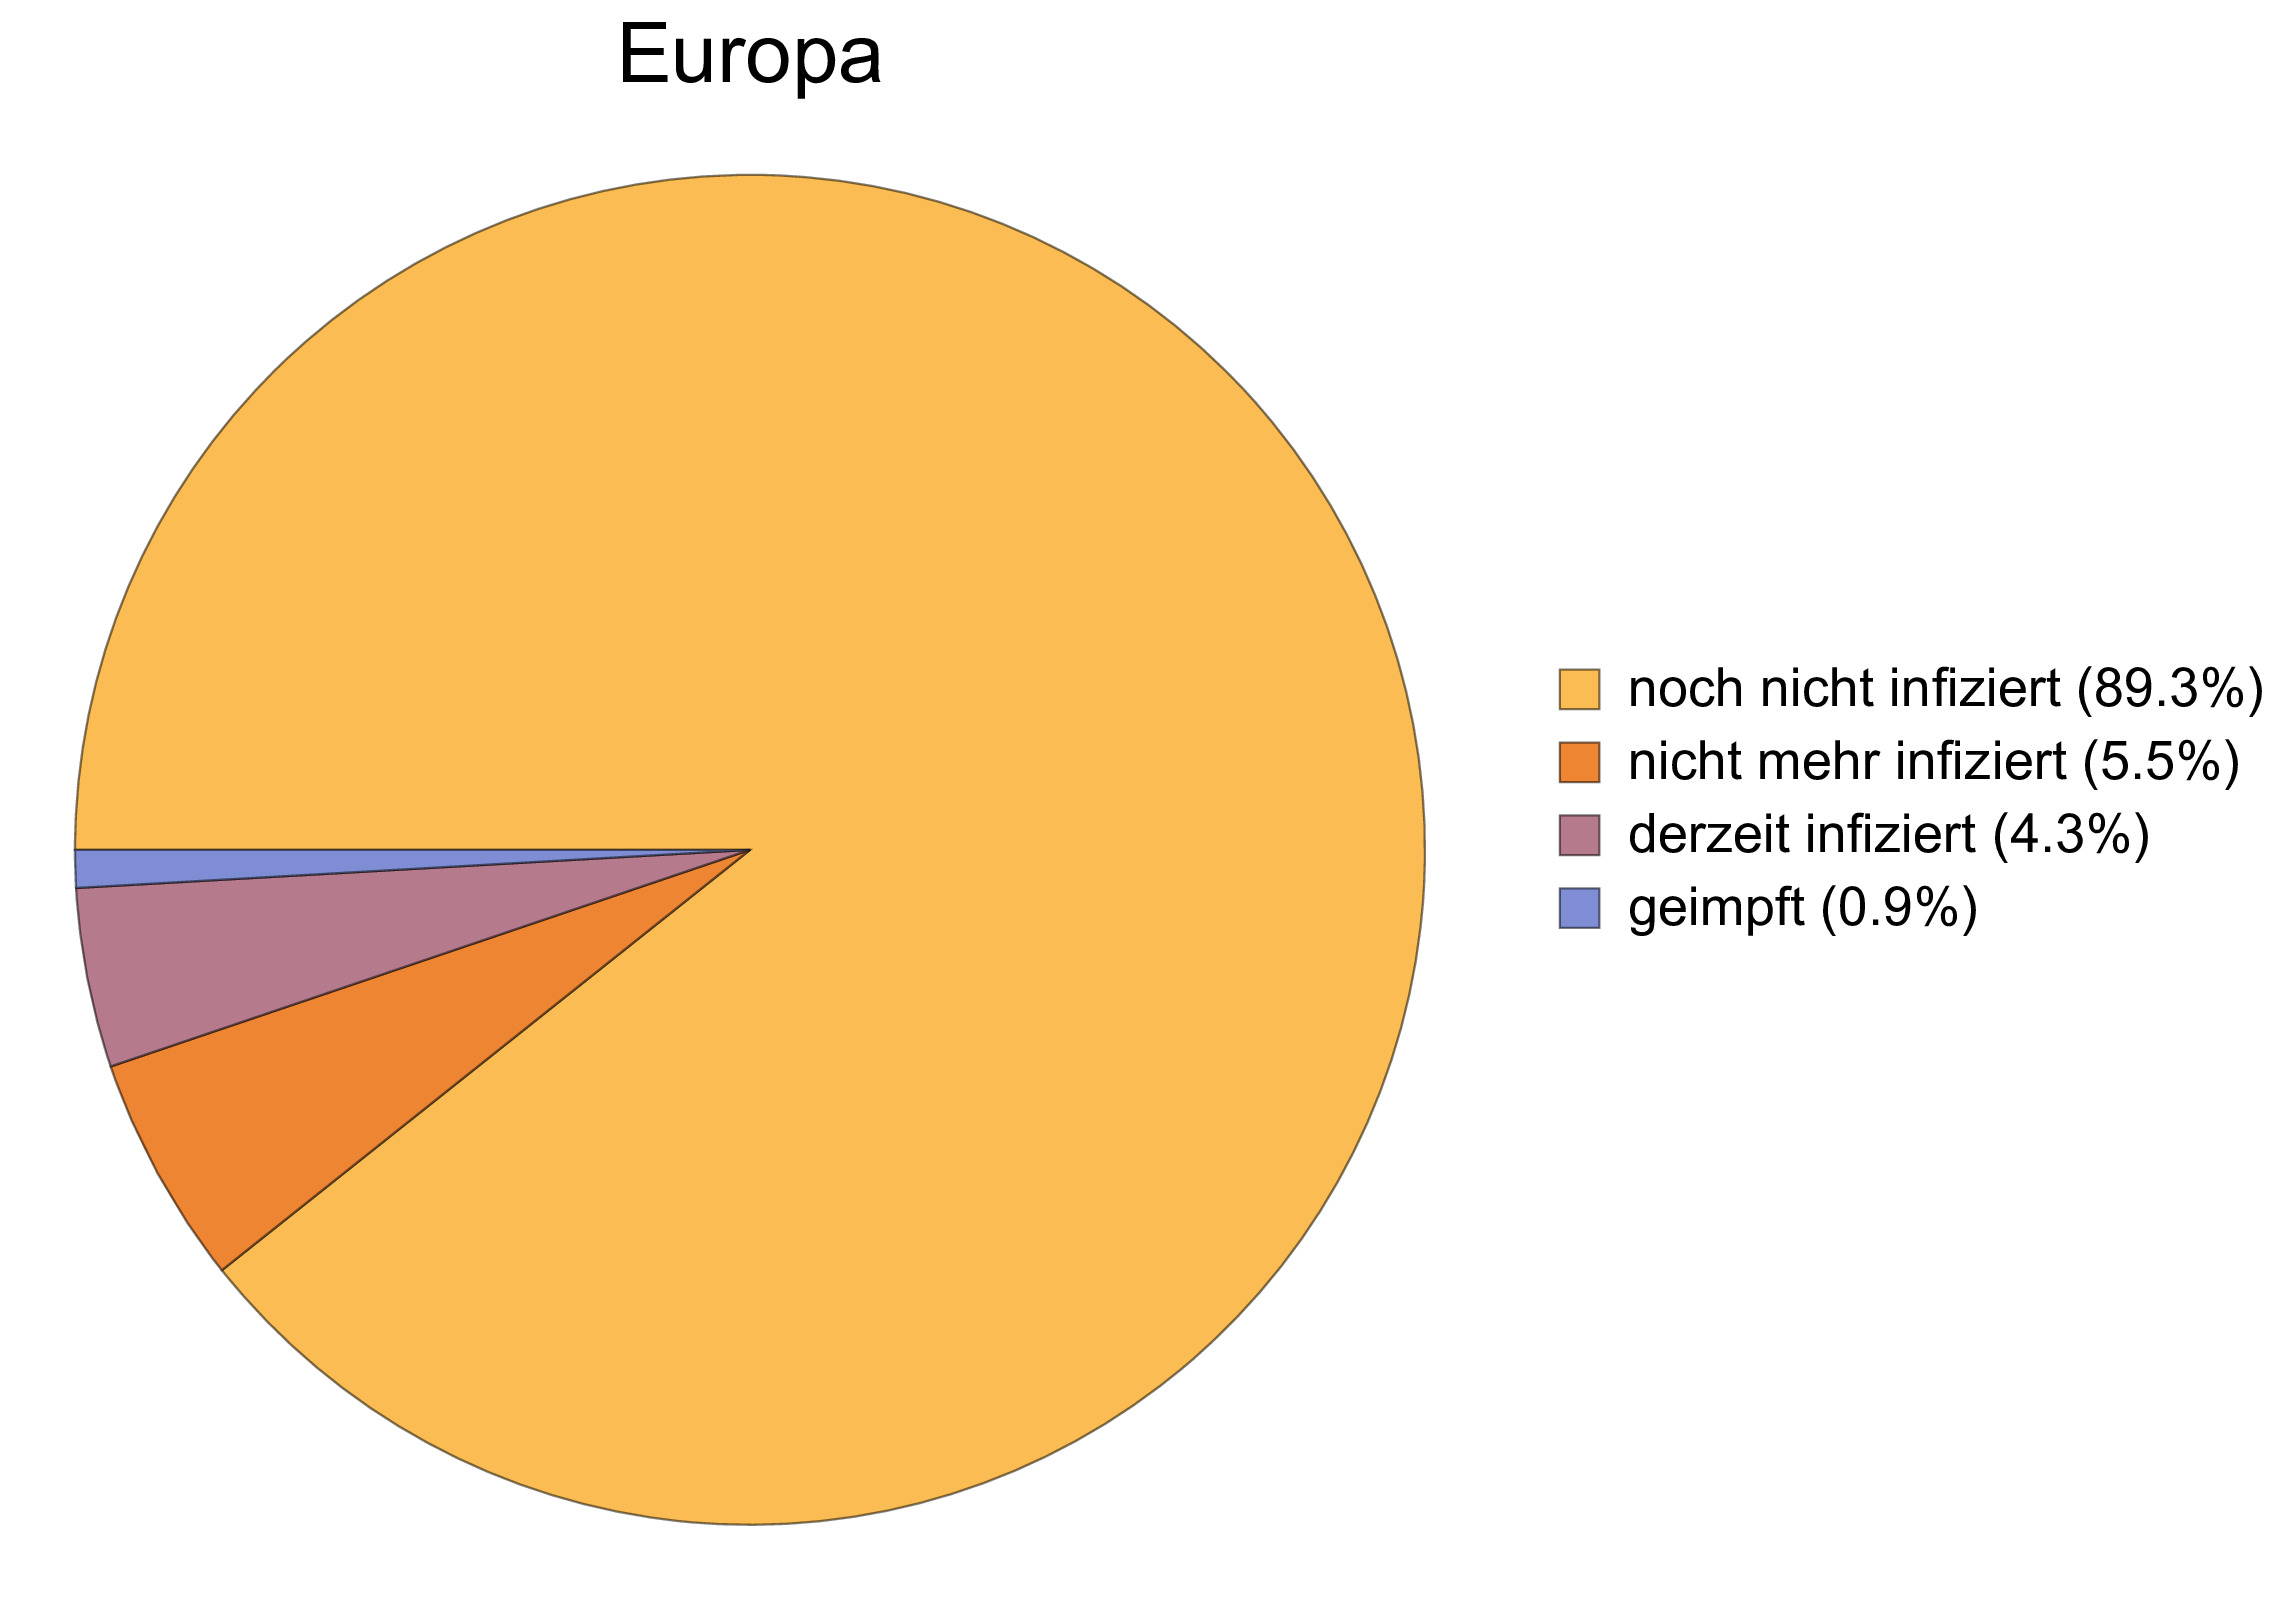 Europa
noch nicht infiziert (89.3%)
nicht mehr infiziert (5.5%)
derzeit infiziert (4.3%)
geimpft (0.9%)